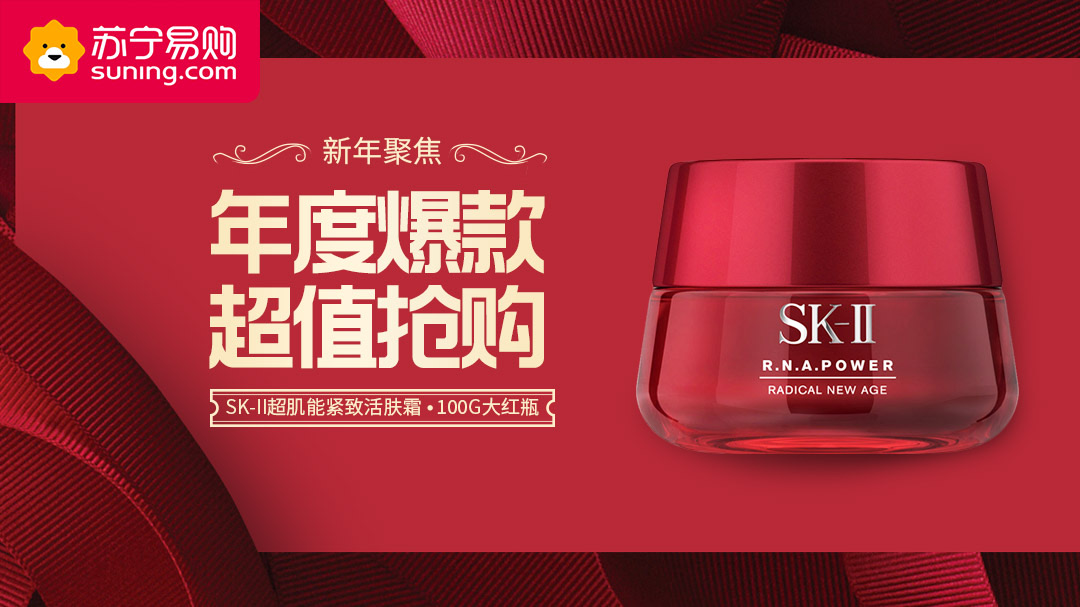 苏宁易购
suning.com
新年聚焦
年度爆款
超值抢购
SK-II超肌能紧致活肤霜•100G大红瓶
SK-II
R.N.A.POWER
RADICAL NEW AGE